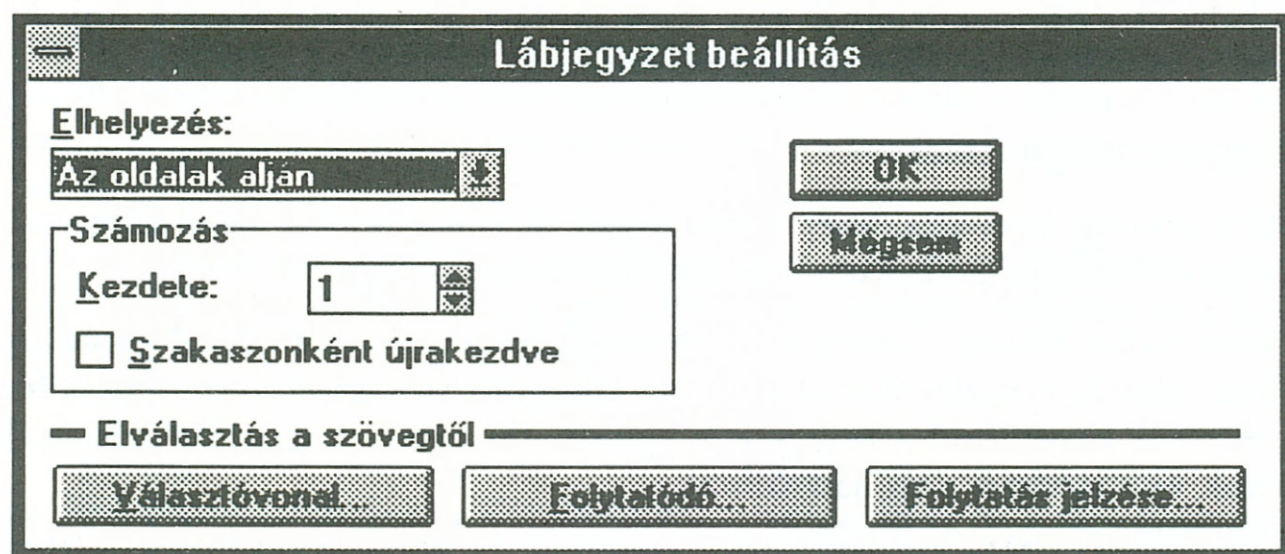 Lábjegyzet beállítás
Elhelyezés:
Az oldalak alján
OK
Mégsem
Számozás
Kezdete: 1
Szakaszonként újrakezdve
Elválasztás a szövegtől
Választóvonal... Folytatódó... Folytatás jelzése...